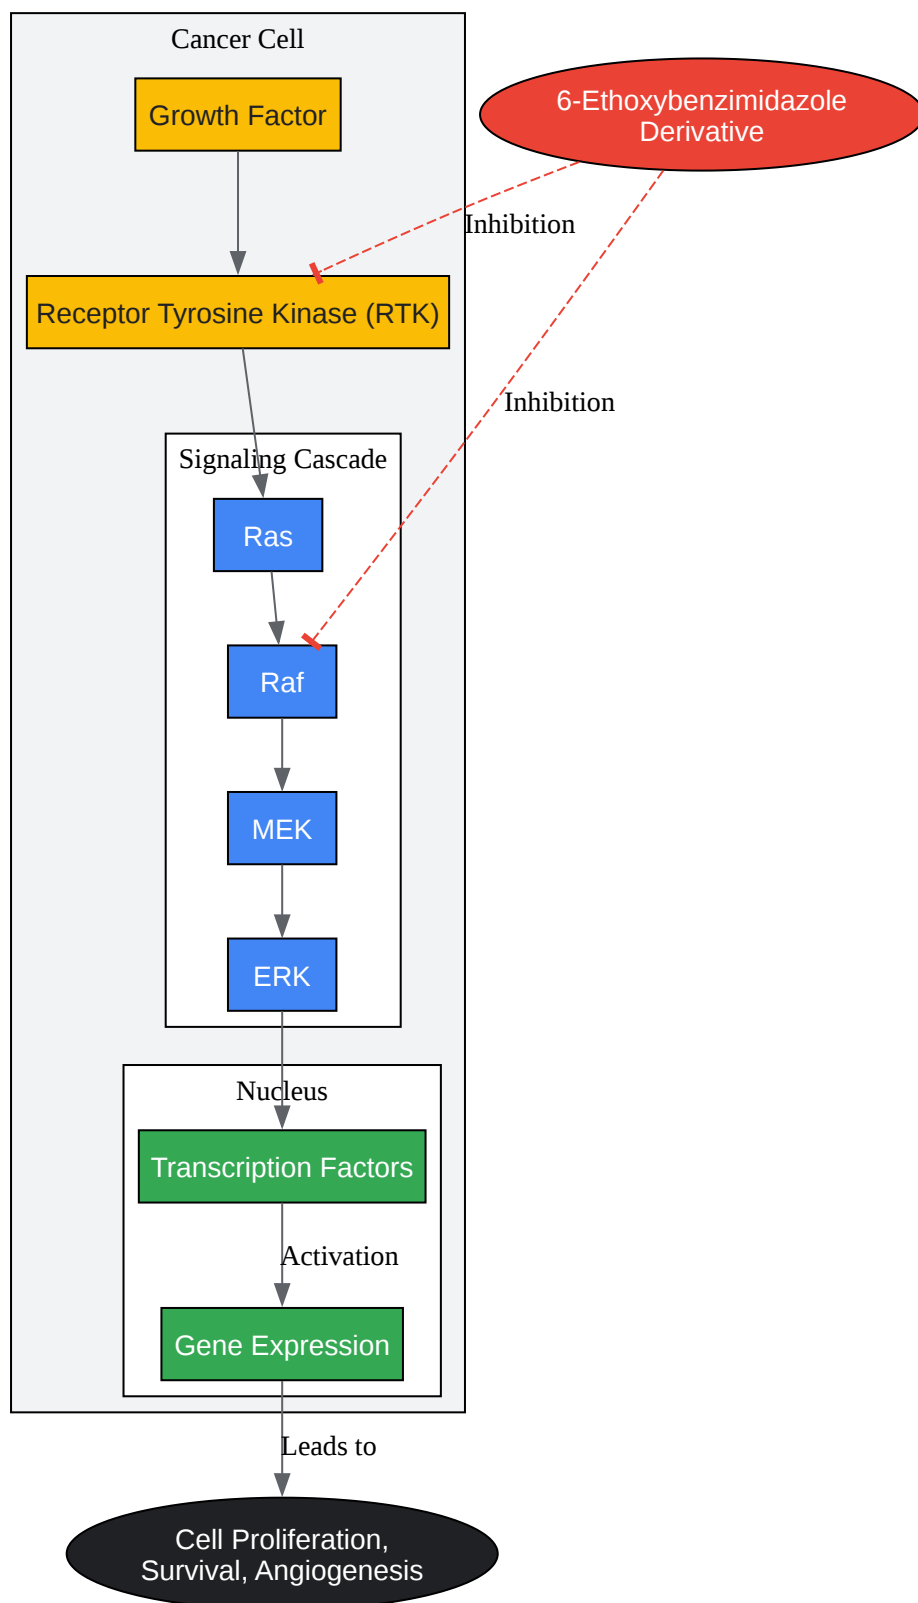 Cancer Cell
Growth Factor
6-Ethoxybenzimidazole
Derivative
Inhibition
Receptor Tyrosine Kinase (RTK)
Inhibition
Signaling Cascade
Ras
Raf
MEK
ERK
Nucleus
Transcription Factors
Activation
Gene Expression
Leads to
Cell Proliferation,
Survival, Angiogenesis